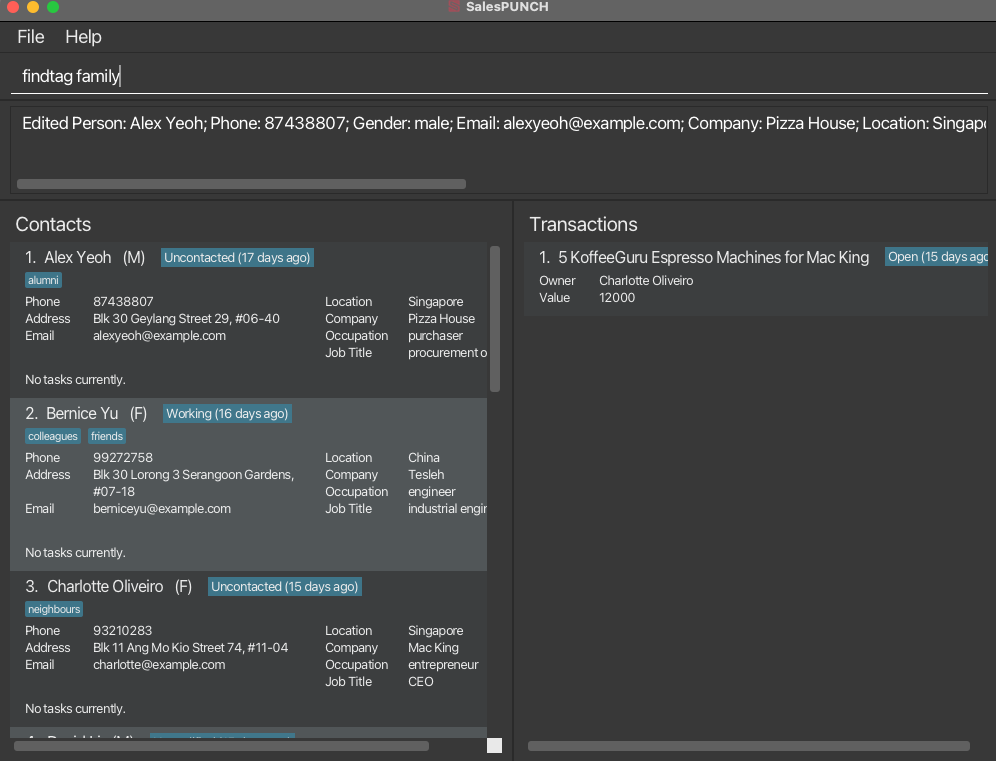 SalesPUNCH
File Help
findtag family
Edited Person: Alex Yeoh; Phone: 87438807; Gender: male; Email: alexyeoh@example.com; Company: Pizza House; Location: Singap
Contacts
1. Alex Yeoh (M) Uncontacted (17 days ago)
alumni
Phone 87438807 Location Singapore
Address Blk 30 Geylang Street 29, #06-40 Company Pizza House
Email alexyeoh@example.com Occupation purchaser
Job Title procurement o
No tasks currently.
2. Bernice Yu (F) Working (16 days ago)
colleagues friends
Phone 99272758 Location China
Address Blk 30 Lorong 3 Serangoon Gardens, Company Tesleh
#07-18 Occupation engineer
Email berniceyu@example.com Job Title industrial engir
No tasks currently.
3. Charlotte Oliveiro (F) Uncontacted (15 days ago)
neighbours
Phone 93210283 Location Singapore
Address Blk 11 Ang Mo Kio Street 74, #11-04 Company Mac King
Email charlotte@example.com Occupation entrepreneur
Job Title CEO
No tasks currently.
Transactions
1. 5 KoffeeGuru Espresso Machines for Mac King Open (15 days ago
Owner Charlotte Oliveiro
Value 12000